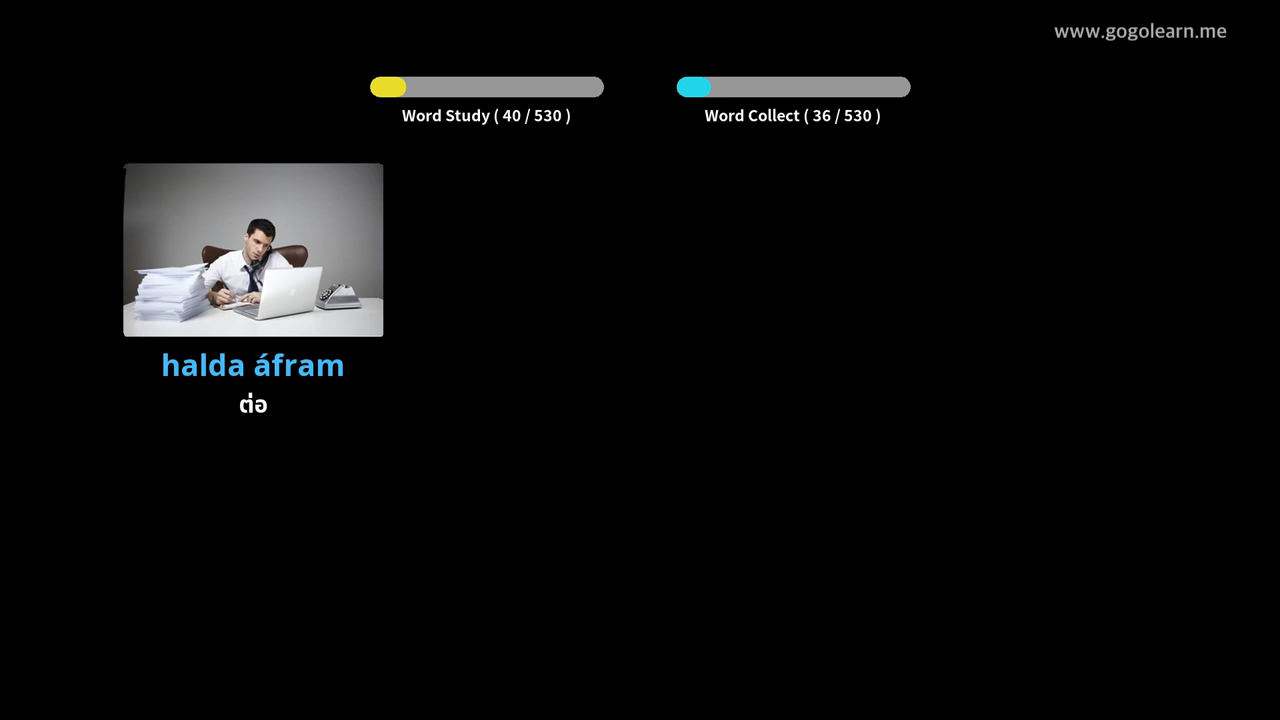 www.gogolearn.me
Word Study ( 40 / 530 )
Word Collect ( 36 / 530 )
halda áfram
ต่อ